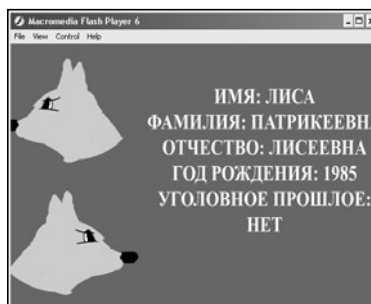 Macromedia Flash Player 6
File View Control Help
ИМЯ: ЛИСА
ФАМИЛИЯ: ПАТРИКЕЕВНА
ОТЧЕСТВО: ЛИСЕЕВНА
ГОД РОЖДЕНИЯ: 1985
УГОЛОВНОЕ ПРОШЛОЕ:
НЕТ